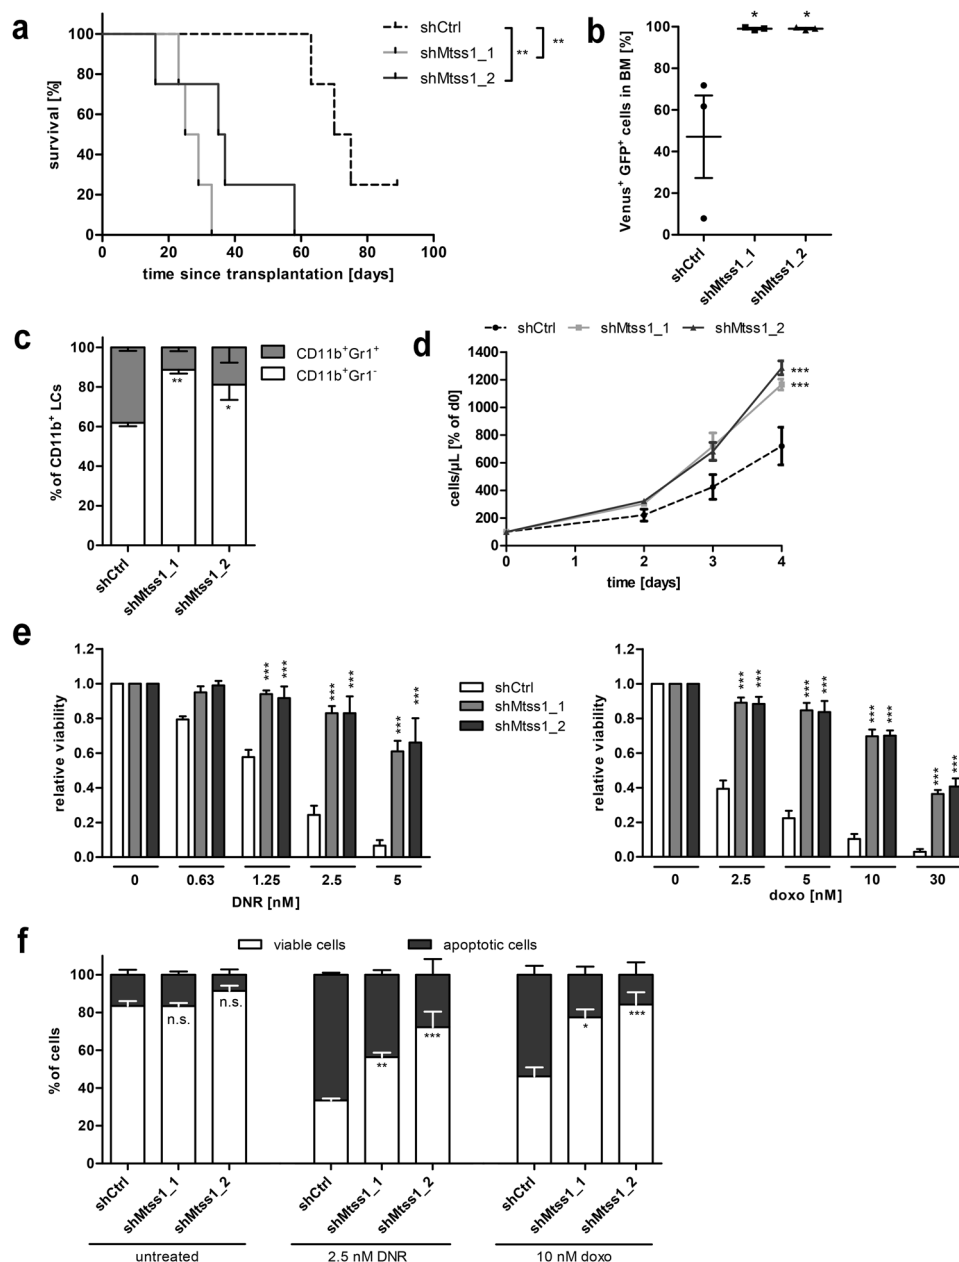 a
survival [%]
100
80
60
40
20
0
0 20 40 60 80 100
time since transplantation [days]
shCtrl
shMtss1_1
shMtss1_2
**
**
b
Venus+ GFP+ cells in BM [%]
100
80
60
40
20
0
* *
shCtrl
shMtss1_1
shMtss1_2
c
% of CD11b+ LCs
100
80
60
40
20
0
**
*
CD11b+Gr1+
CD11b+Gr1-
shCtrl
shMtss1_1
shMtss1_2
d
shCtrl shMtss1_1 shMtss1_2
cells/µL [% of d0]
1400
1200
1000
800
600
400
200
0
***
***
0 1 2 3 4
time [days]
e
relative viability
1.2
1.0
0.8
0.6
0.4
0.2
0.0
*** ***
*** ***
*** ***
0 0.63 1.25 2.5 5
DNR [nM]
shCtrl
shMtss1_1
shMtss1_2
relative viability
1.2
1.0
0.8
0.6
0.4
0.2
0.0
*** ***
*** ***
*** ***
*** ***
0 2.5 5 10 30
doxo [nM]
f
viable cells apoptotic cells
% of cells
100
80
60
40
20
0
n.s. n.s.
** ***
* ***
shCtrl
shMtss1_1
shMtss1_2
shCtrl
shMtss1_1
shMtss1_2
shCtrl
shMtss1_1
shMtss1_2
untreated 2.5 nM DNR 10 nM doxo